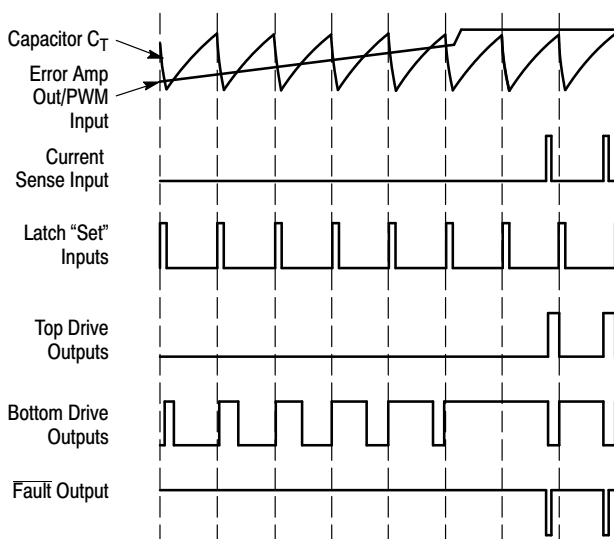 Capacitor CT
Error Amp
Out/PWM
Input
Current
Sense Input
Latch “Set”
Inputs
Top Drive
Outputs
Bottom Drive
Outputs
Fault Output